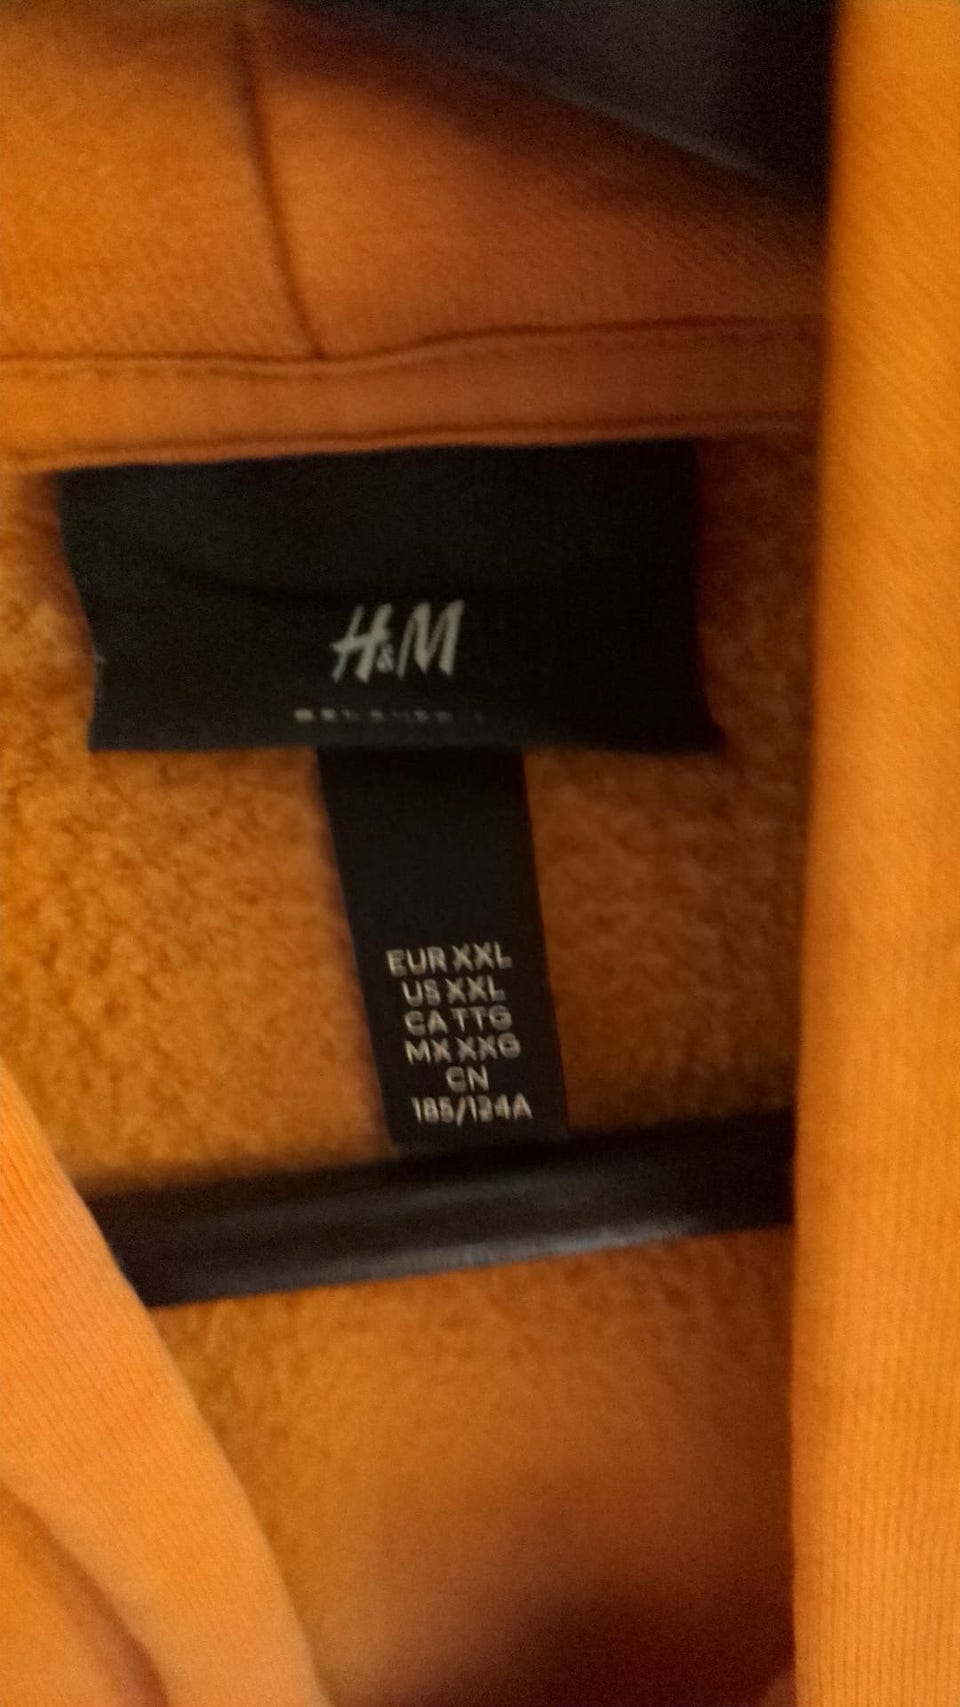 H&M
EUR XXL
US XXL
CA TTG
MX XXG
CN
185/124A